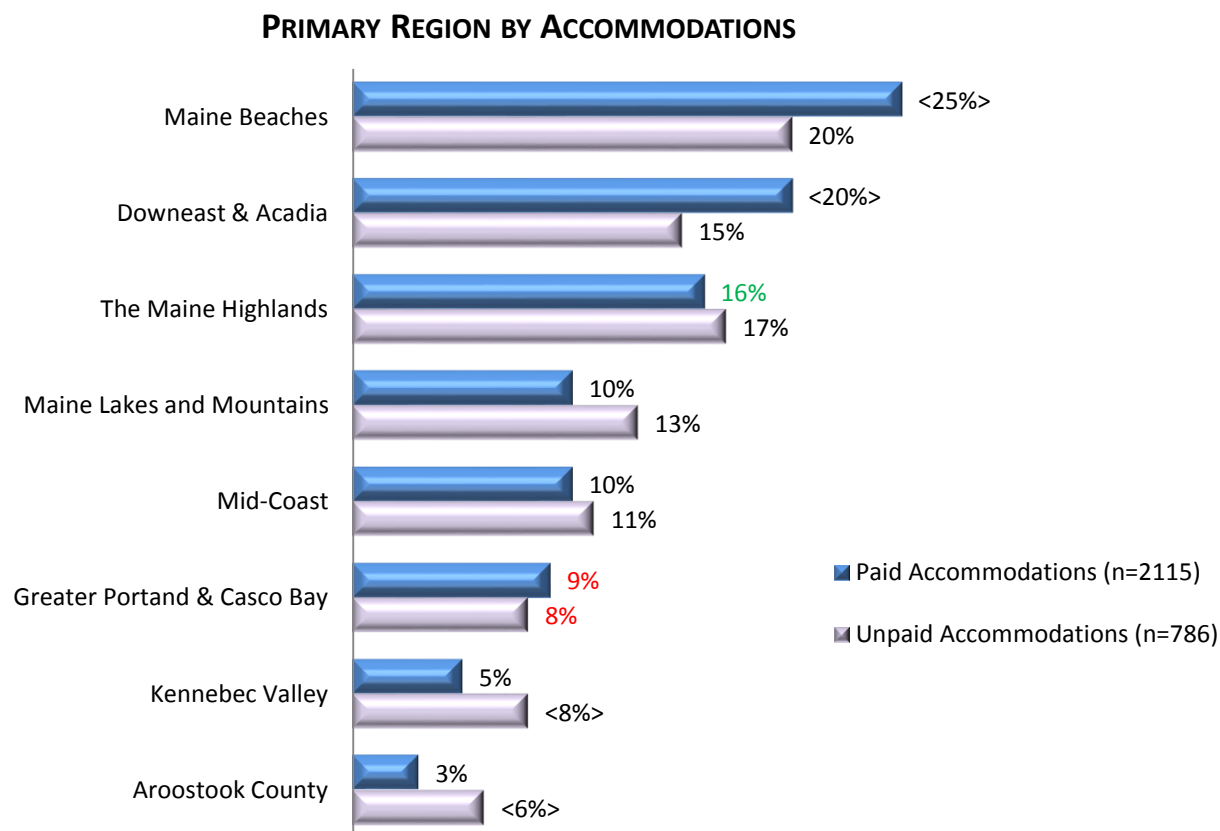 PRIMARY REGION BY ACCOMMODATIONS
Maine Beaches
<25%>
20%
Downeast & Acadia
<20%>
15%
The Maine Highlands
16%
17%
Maine Lakes and Mountains
10%
13%
Mid-Coast
10%
11%
Greater Portand & Casco Bay
9%
8%
Paid Accommodations (n=2115)
Unpaid Accommodations (n=786)
Kennebec Valley
5%
<8%>
Aroostook County
3%
<6%>